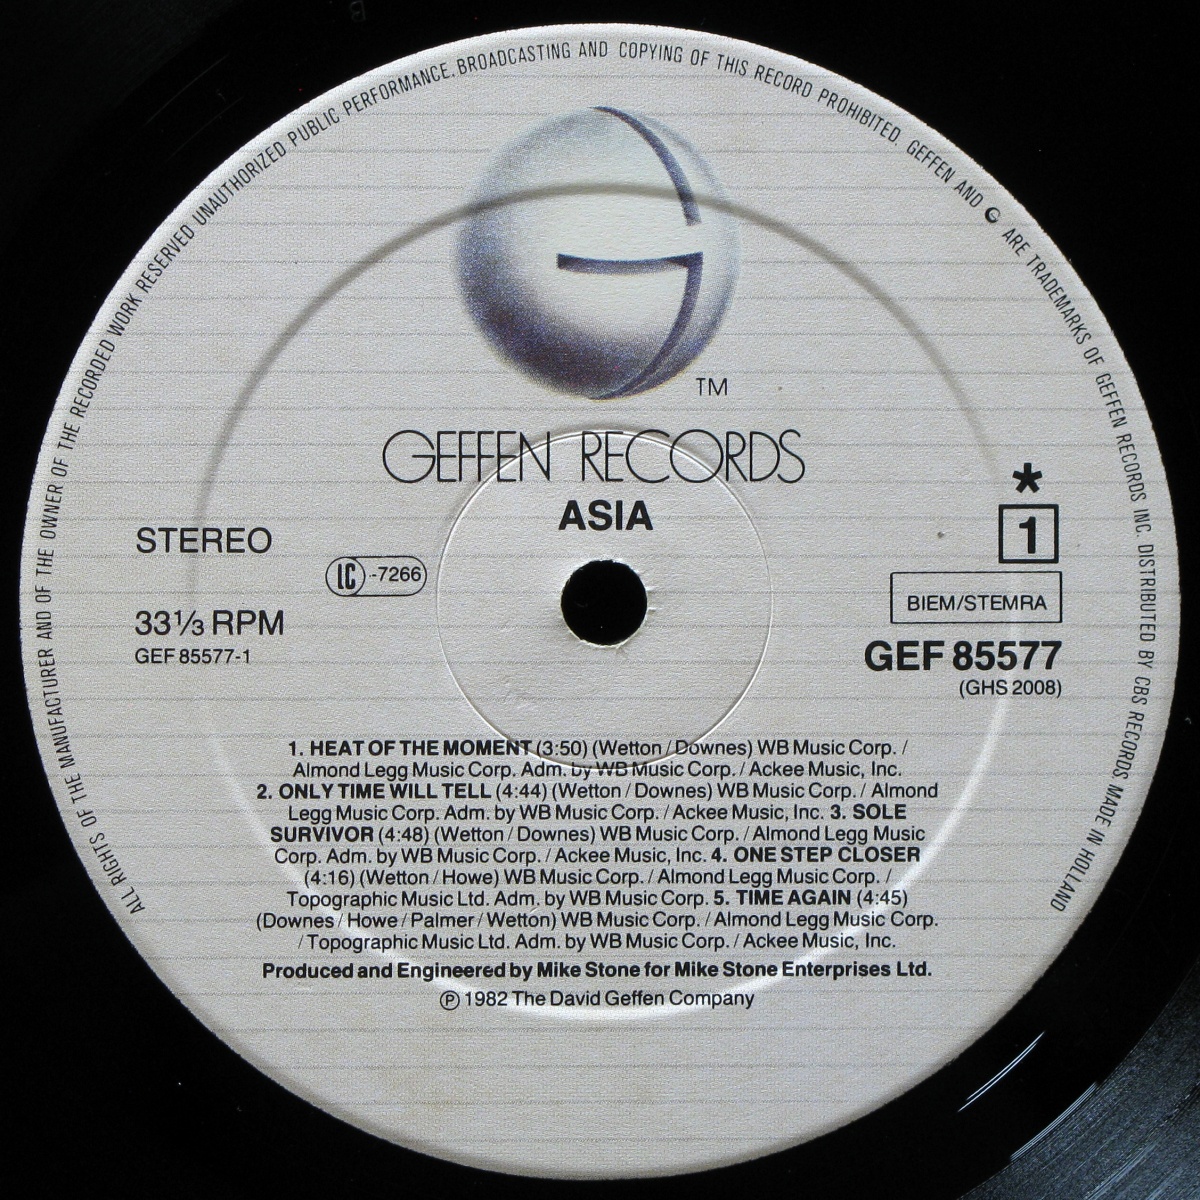 ALL RIGHTS OF THE MANUFACTURER AND OF THE OWNER OF THE RECORDED WORK RESERVED UNAUTHORIZED PUBLIC PERFORMANCE. BROADCASTING AND COPYING OF THIS RECORD PROHIBITED. GEFFEN AND G ARE TRADEMARKS OF GEFFEN RECORDS INC. DISTRIBUTED BY CBS RECORDS MADE IN HOLLAND
TM
GEFFEN RECORDS
ASIA
STEREO
LC -7266
33 1/3 RPM
GEF 85577-1
*
1
BIEM/STEMRA
GEF 85577
(GHS 2008)
1. HEAT OF THE MOMENT (3:50) (Wetton / Downes) WB Music Corp. /
Almond Legg Music Corp. Adm. by WB Music Corp. / Ackee Music, Inc.
2. ONLY TIME WILL TELL (4:44) (Wetton / Downes) WB Music Corp. / Almond
Legg Music Corp. Adm. by WB Music Corp. / Ackee Music, Inc. 3. SOLE
SURVIVOR (4:48) (Wetton / Downes) WB Music Corp. / Almond Legg Music
Corp. Adm. by WB Music Corp. / Ackee Music, Inc. 4. ONE STEP CLOSER
(4:16) (Wetton / Howe) WB Music Corp. / Almond Legg Music Corp. /
Topographic Music Ltd. Adm. by WB Music Corp. 5. TIME AGAIN (4:45)
(Downes / Howe / Palmer / Wetton) WB Music Corp. / Almond Legg Music Corp.
/ Topographic Music Ltd. Adm. by WB Music Corp. / Ackee Music, Inc.
Produced and Engineered by Mike Stone for Mike Stone Enterprises Ltd.
℗ 1982 The David Geffen Company